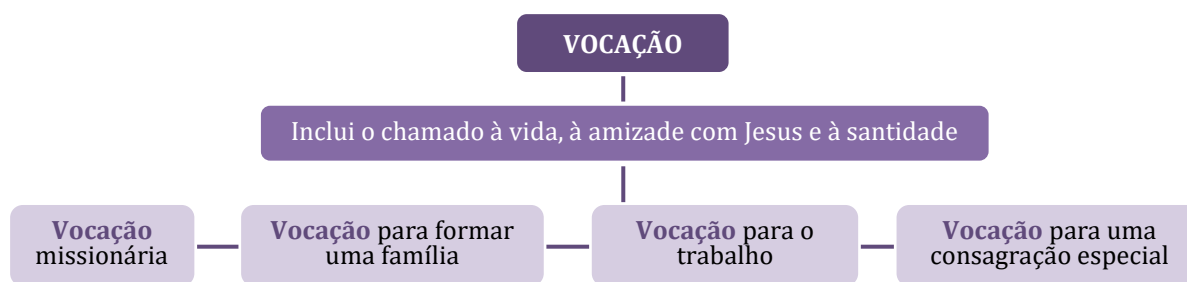 VOCAÇÃO
Inclui o chamado à vida, à amizade com Jesus e à santidade
Vocação
missionária
Vocação para formar
uma família
Vocação para o
trabalho
Vocação para uma
consagração especial